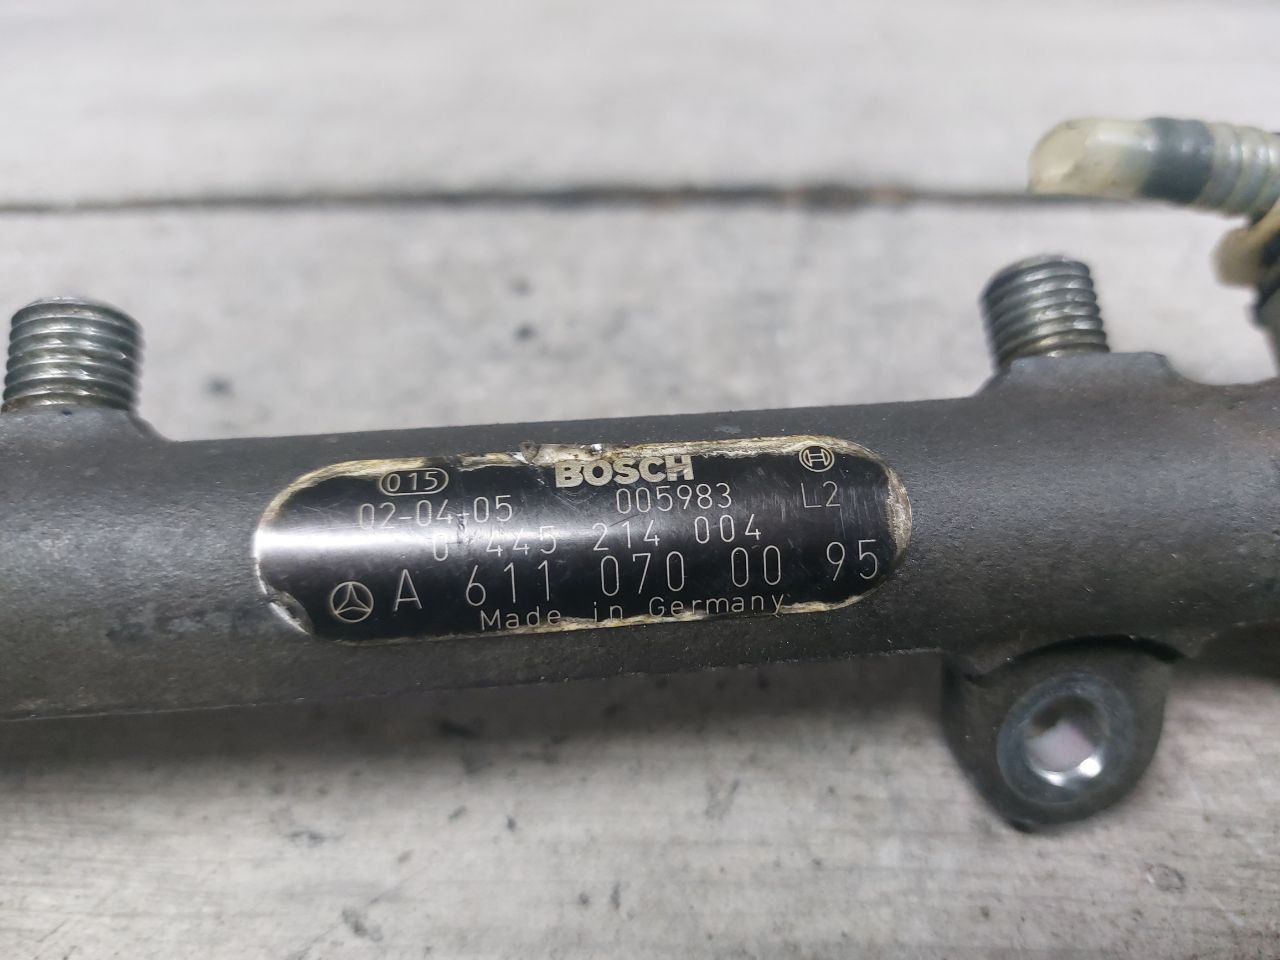 015
BOSCH
02-04-05 005983 L2
0 445 214 004
A 611 070 00 95
Made in Germany